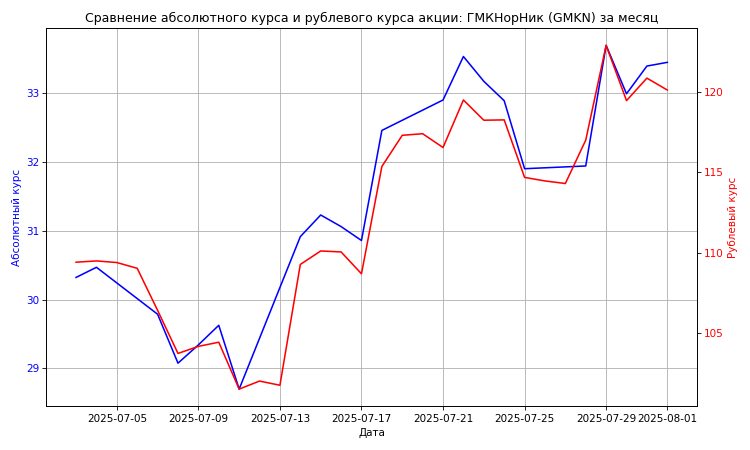 Сравнение абсолютного курса и рублевого курса акции: ГМКНорНик (GMKN) за месяц
33
32
31
30
29
Абсолютный курс
120
115
110
105
Рублевый курс
2025-07-05 2025-07-09 2025-07-13 2025-07-17 2025-07-21 2025-07-25 2025-07-29 2025-08-01
Дата